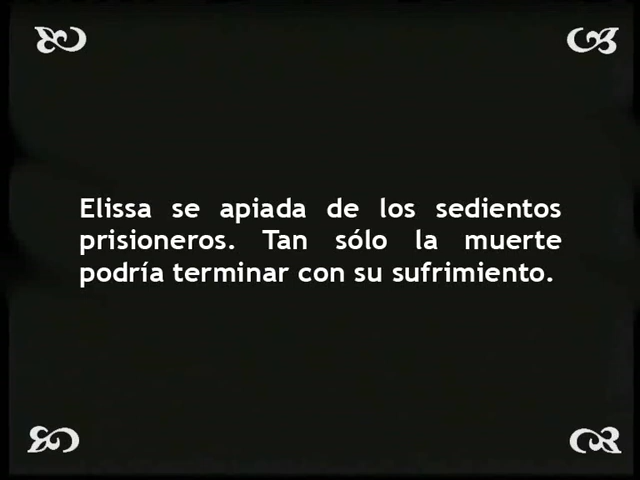 Elissa se apiada de los sedientos
prisioneros. Tan sólo la muerte
podría terminar con su sufrimiento.